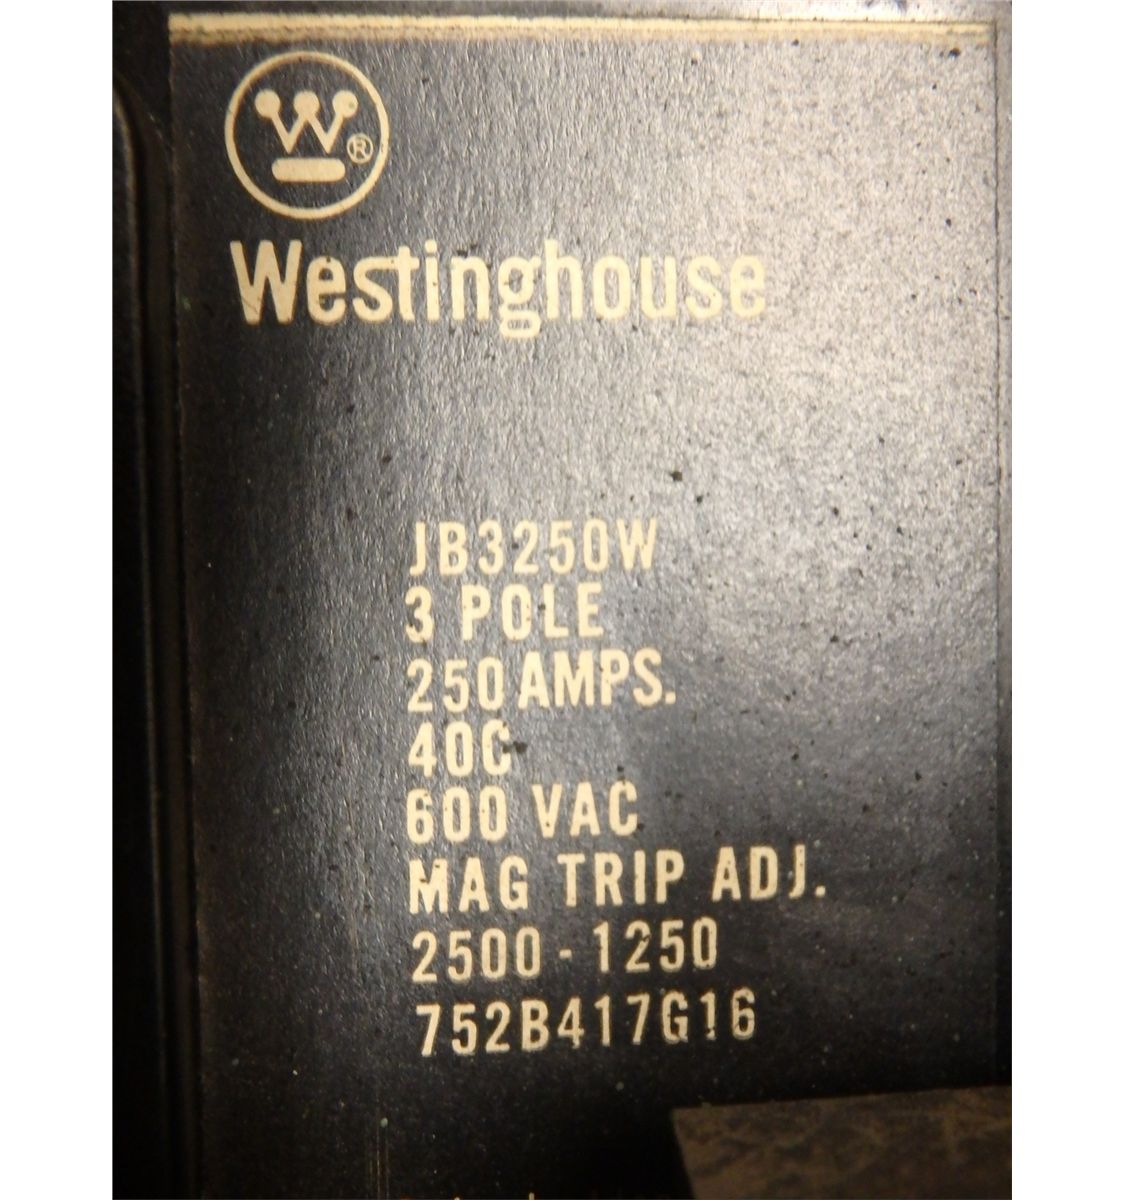 W®
Westinghouse
JB3250W
3 POLE
250 AMPS.
40C
600 VAC
MAG TRIP ADJ.
2500-1250
752B417G16